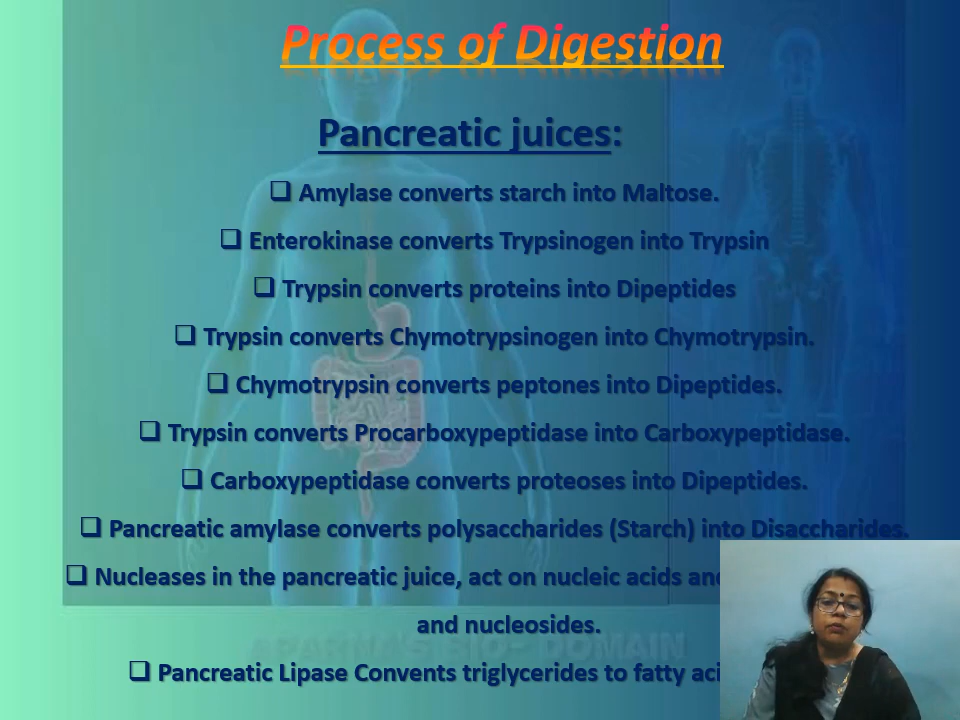 Process of Digestion
Pancreatic juices:
❑ Amylase converts starch into Maltose.
❑ Enterokinase converts Trypsinogen into Trypsin
❑ Trypsin converts proteins into Dipeptides
❑ Trypsin converts Chymotrypsinogen into Chymotrypsin.
❑ Chymotrypsin converts peptones into Dipeptides.
❑ Trypsin converts Procarboxypeptidase into Carboxypeptidase.
❑ Carboxypeptidase converts proteoses into Dipeptides.
❑ Pancreatic amylase converts polysaccharides (Starch) into Disaccharides.
❑ Nucleases in the pancreatic juice, act on nucleic acids
and nucleosides.
APARNA'S BIO- DOMAIN
❑ Pancreatic Lipase Convents triglycerides to fatty